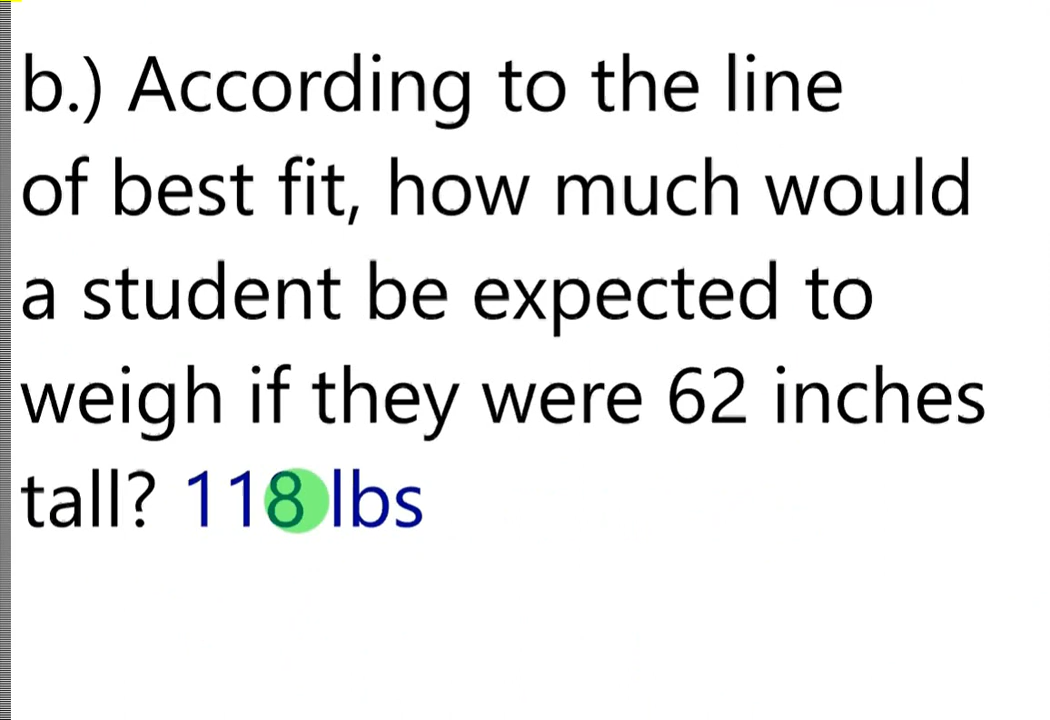 b.) According to the line
of best fit, how much would
a student be expected to
weigh if they were 62 inches
tall? 118 lbs